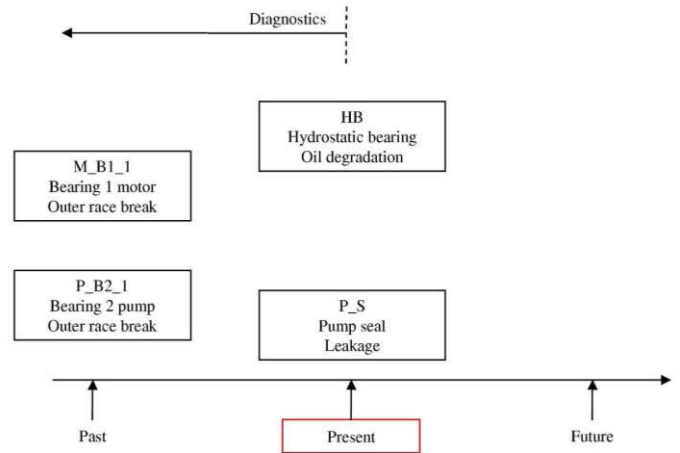 Diagnostics
HB
Hydrostatic bearing
Oil degradation
M_B1_1
Bearing 1 motor
Outer race break
P_B2_1
Bearing 2 pump
Outer race break
P_S
Pump seal
Leakage
Past
Present
Future